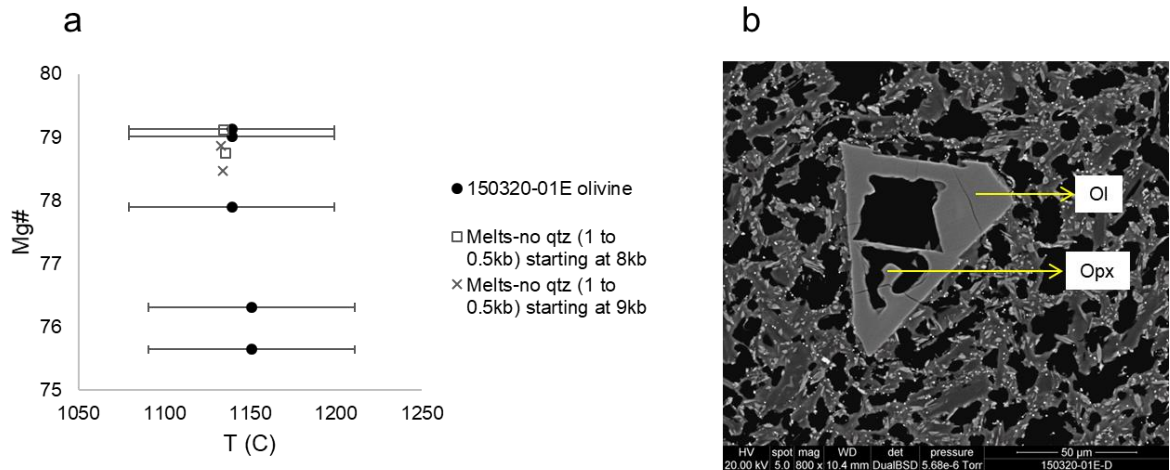 a
b
80
79
78
77
76
75
Mg#
1050
1100
1150
1200
1250
T (C)
150320-01E olivine
Melts-no qtz (1 to
0.5kb) starting at 8kb
Melts-no qtz (1 to
0.5kb) starting at 9kb
Ol
Opx
HV spot mag WD det pressure 50 µm
20.00 kV 5.0 800 x 10.4 mm DualBSD 5.68e-6 Torr 150320-01E-D